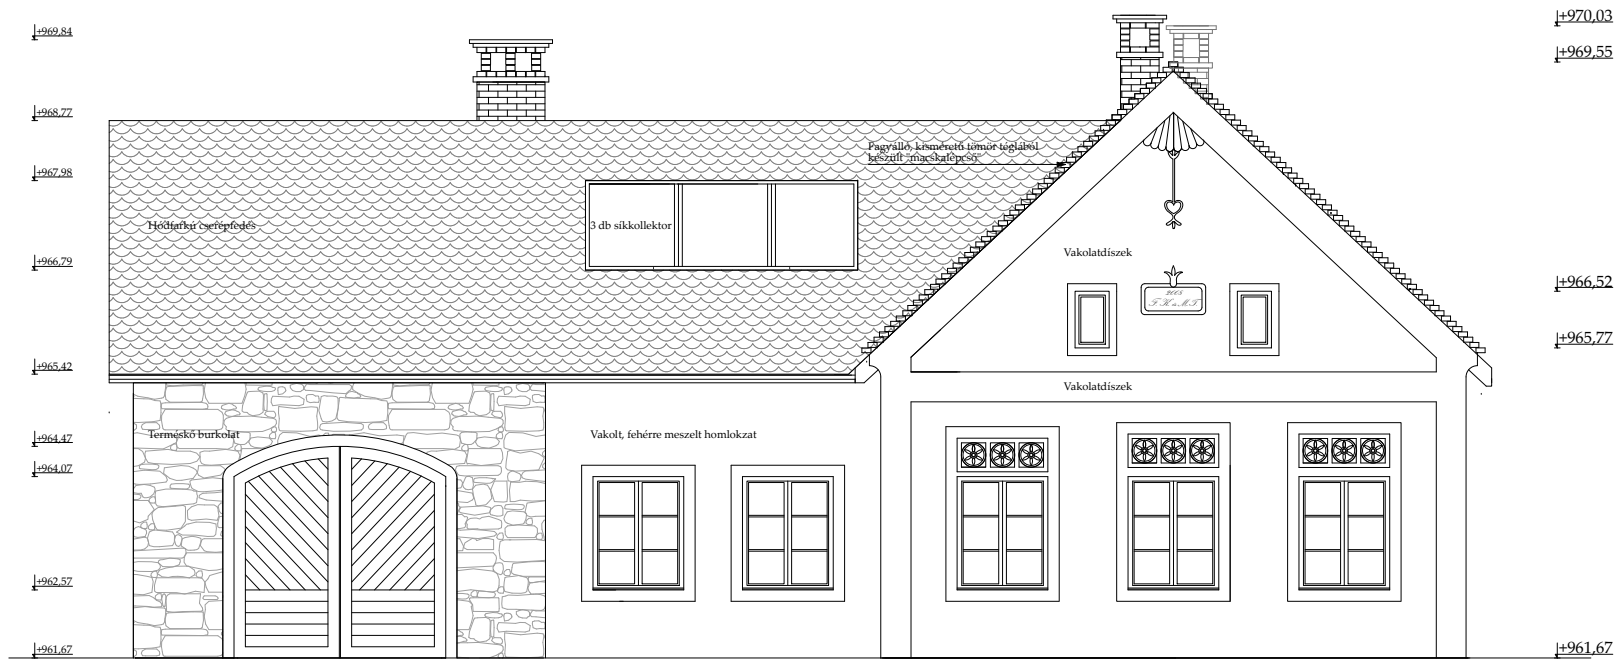 +969,84
+970,03
+969,55
+968,77
Fagyálló, kisméretű tömör téglából
készült "macskalépcső"
+967,98
Hódfarkú cserépfedés
3 db síkkollektor
Vakolatdíszek
+966,79
+966,52
2005
+965,77
+965,42
Vakolatdíszek
Terméskő burkolat
Vakolt, fehérre meszelt homlokzat
+964,47
+964,07
+962,57
+961,67
+961,67